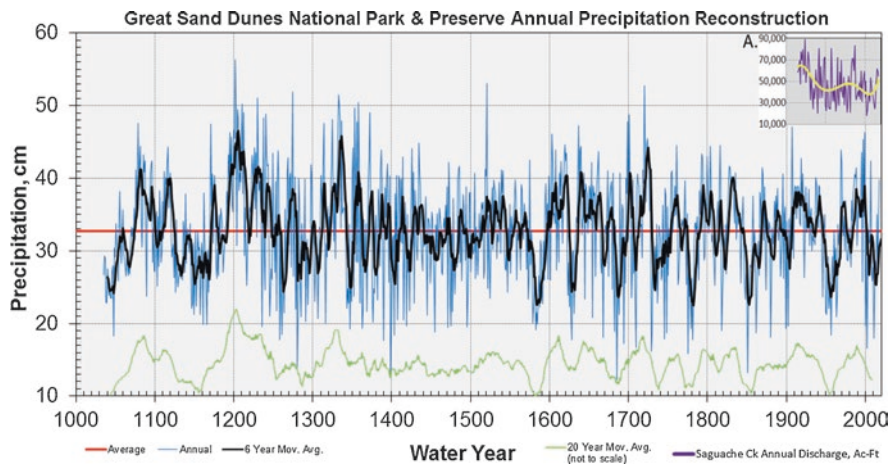 Great Sand Dunes National Park & Preserve Annual Precipitation Reconstruction
60
50
40
30
20
10
Precipitation, cm
A.
90,000
70,000
50,000
30,000
10,000
1000 1100 1200 1300 1400 1500 1600 1700 1800 1900 2000
Water Year
Average
Annual
6 Year Mov. Avg.
20 Year Mov. Avg.
(not to scale)
Saguache Ck Annual Discharge, Ac-Ft